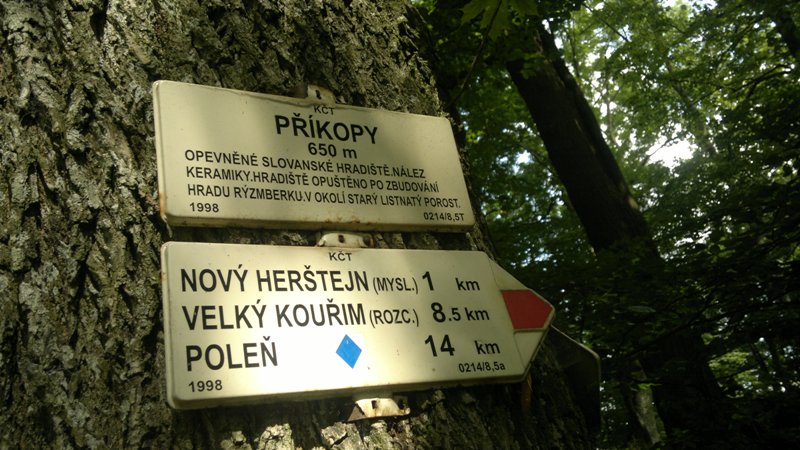 KČT
PŘÍKOPY
650 m
OPEVNĚNÉ SLOVANSKÉ HRADIŠTĚ.NÁLEZ
KERAMIKY.HRADIŠTĚ OPUŠTĚNO PO ZBUDOVÁNÍ
HRADU RÝZMBERKU.V OKOLÍ STARÝ LISTNATÝ POROST.
1998 0214/8,5T
KČT
NOVÝ HERŠTEJN (MYSL.) 1 km
VELKÝ KOUŘIM (ROZC.) 8.5 km
POLEŇ 14 km
1998 0214/8,5a